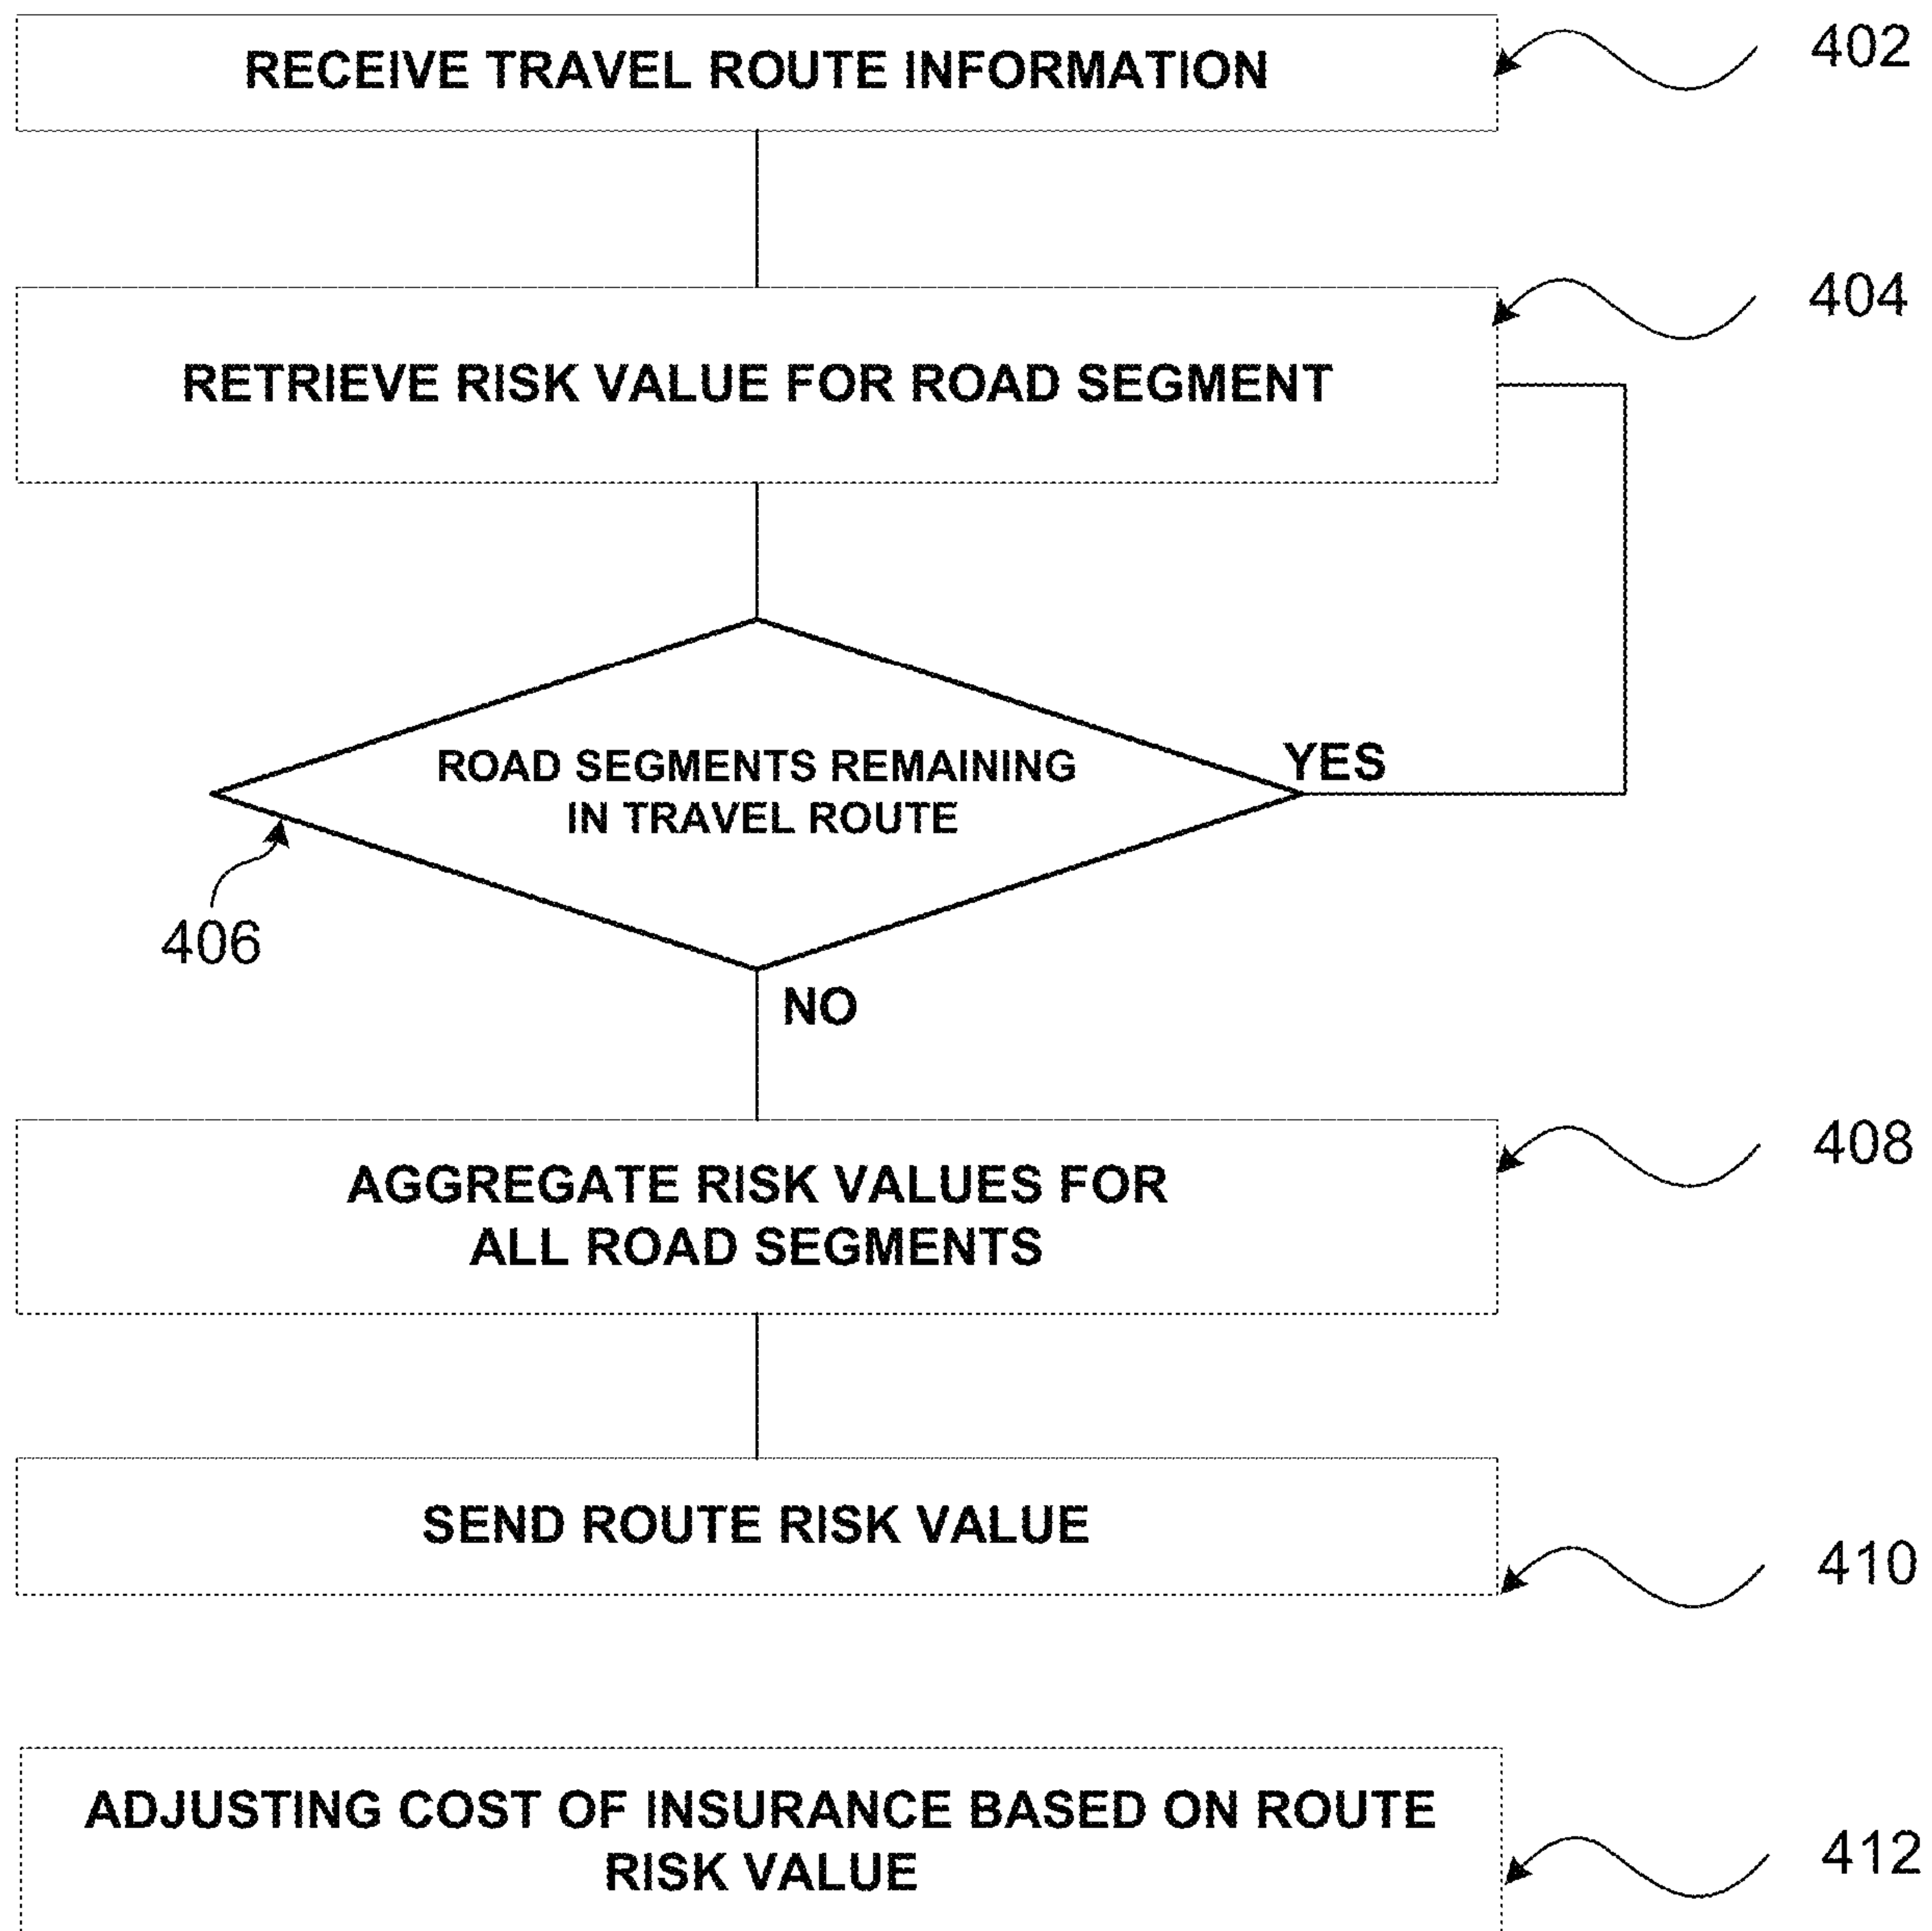 RECEIVE TRAVEL ROUTE INFORMATION
402
404
RETRIEVE RISK VALUE FOR ROAD SEGMENT
ROAD SEGMENTS REMAINING
IN TRAVEL ROUTE
YES
406
NO
AGGREGATE RISK VALUES FOR
ALL ROAD SEGMENTS
408
SEND ROUTE RISK VALUE
410
ADJUSTING COST OF INSURANCE BASED ON ROUTE
RISK VALUE
412